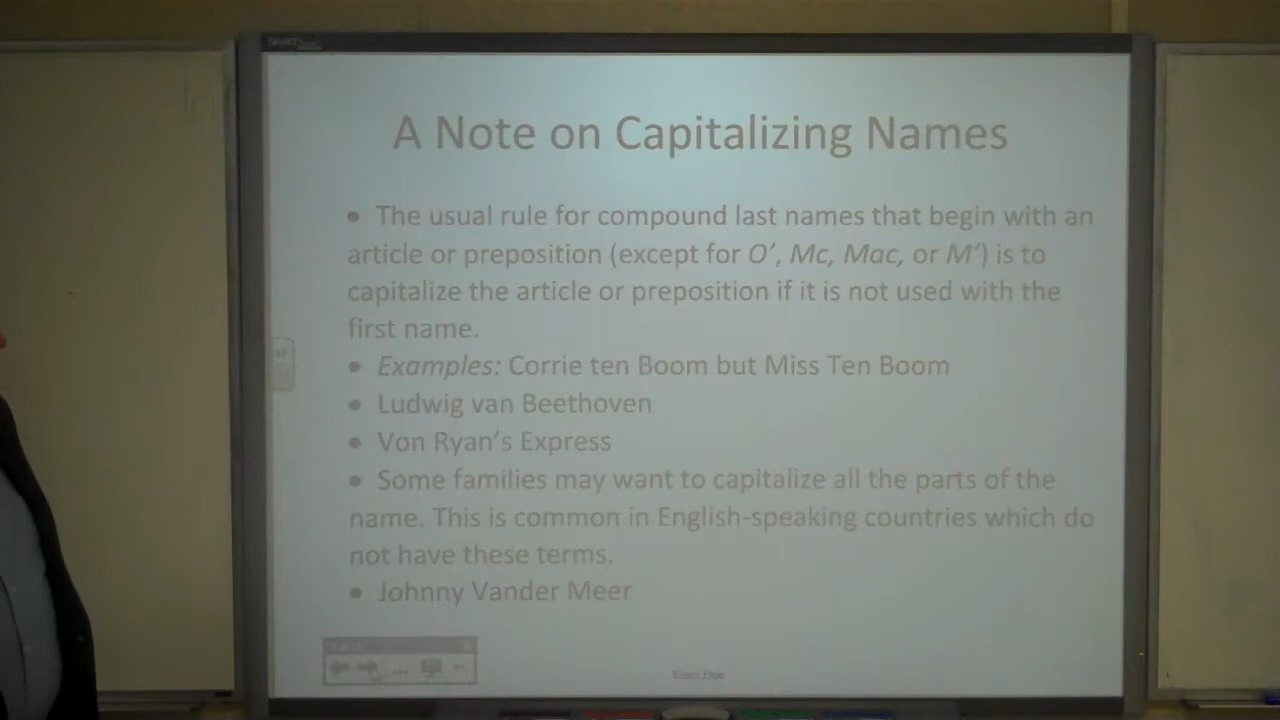 SMART
A Note on Capitalizing Names
• The usual rule for compound last names that begin with an
article or preposition (except for O’, Mc, Mac, or M’) is to
capitalize the article or preposition if it is not used with the
first name.
• Examples: Corrie ten Boom but Miss Ten Boom
• Ludwig van Beethoven
• Von Ryan’s Express
• Some families may want to capitalize all the parts of the
name. This is common in English-speaking countries which do
not have these terms.
• Johnny Vander Meer